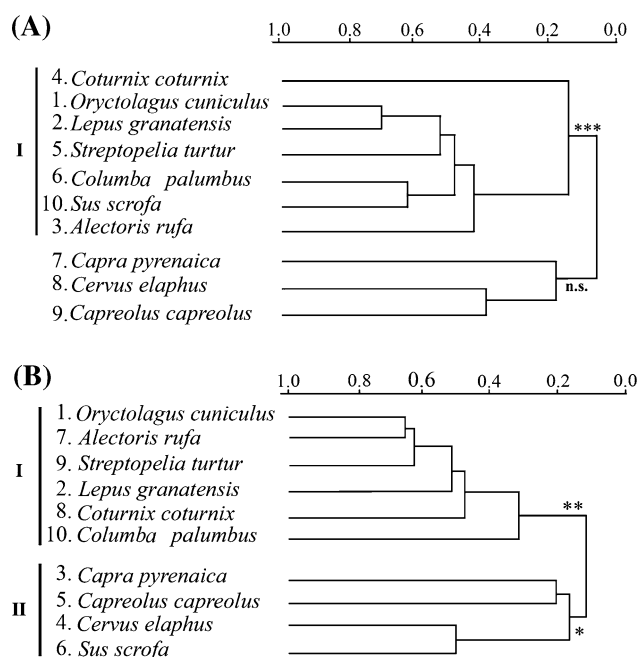 (A)
1.0 0.8 0.6 0.4 0.2 0.0
4. Coturnix coturnix
1. Oryctolagus cuniculus
2. Lepus granatensis
***
I
5. Streptopelia turtur
6. Columba palumbus
10. Sus scrofa
3. Alectoris rufa
7. Capra pyrenaica
8. Cervus elaphus
n.s.
9. Capreolus capreolus
(B)
1.0 0.8 0.6 0.4 0.2 0.0
1. Oryctolagus cuniculus
7. Alectoris rufa
I
9. Streptopelia turtur
2. Lepus granatensis
**
8. Coturnix coturnix
10. Columba palumbus
3. Capra pyrenaica
5. Capreolus capreolus
II
4. Cervus elaphus
*
6. Sus scrofa